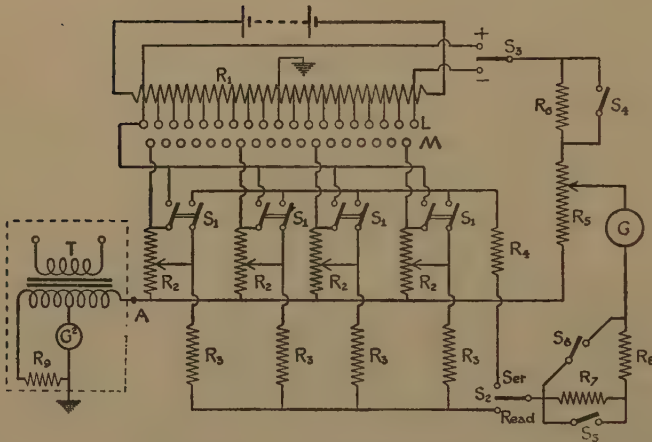 +
S3
−
R1
L
M
R6
S4
S1 S1 S1 S1
R5
G
T
R2 R2 R2 R2
R4
A
G2
R9
R3 R3 R3 R3
S6
R8
Set
S2
R7
Read
S5